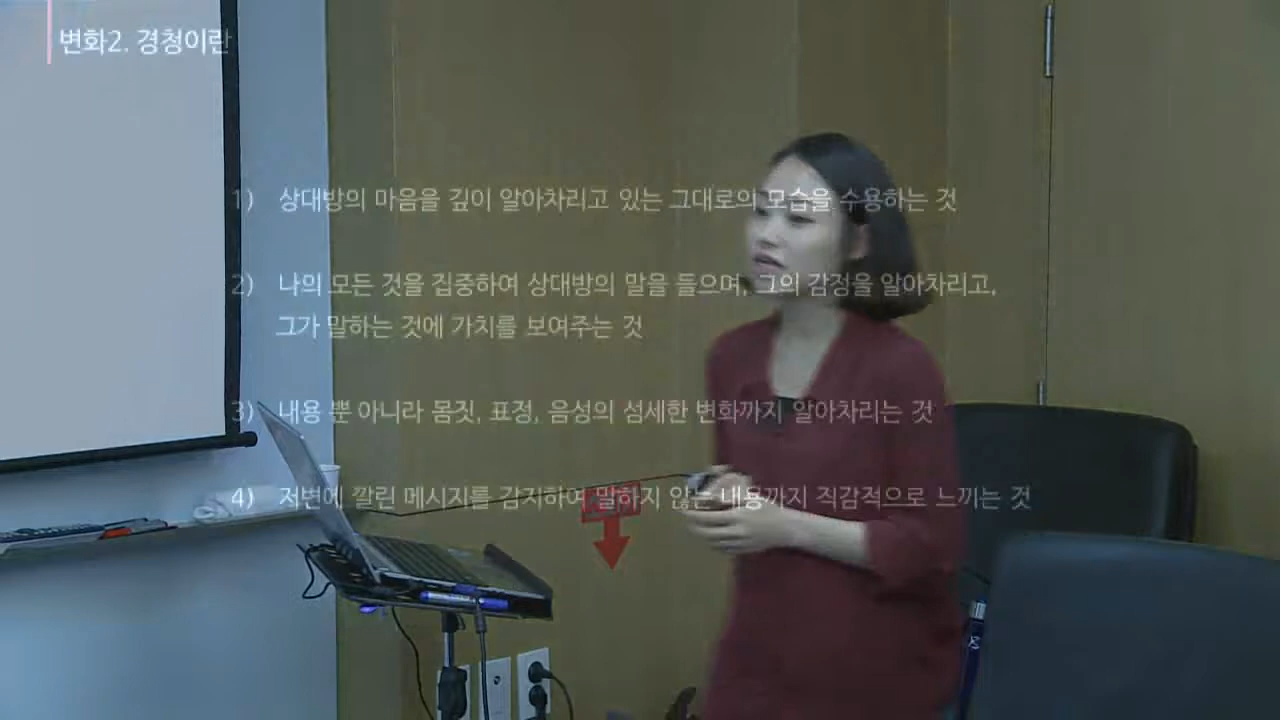 변화2. 경청이란
1) 상대방의 마음을 깊이 알아차리고 있는 그대로의 모습을 수용하는 것
2) 나의 모든 것을 집중하여 상대방의 말을 들으며, 그의 감정을 알아차리고,
그가 말하는 것에 가치를 보여주는 것
3) 내용 뿐 아니라 몸짓, 표정, 음성의 섬세한 변화까지 알아차리는 것
4) 저변에 깔린 메시지를 감지하여 말하지 않은 내용까지 직감적으로 느끼는 것